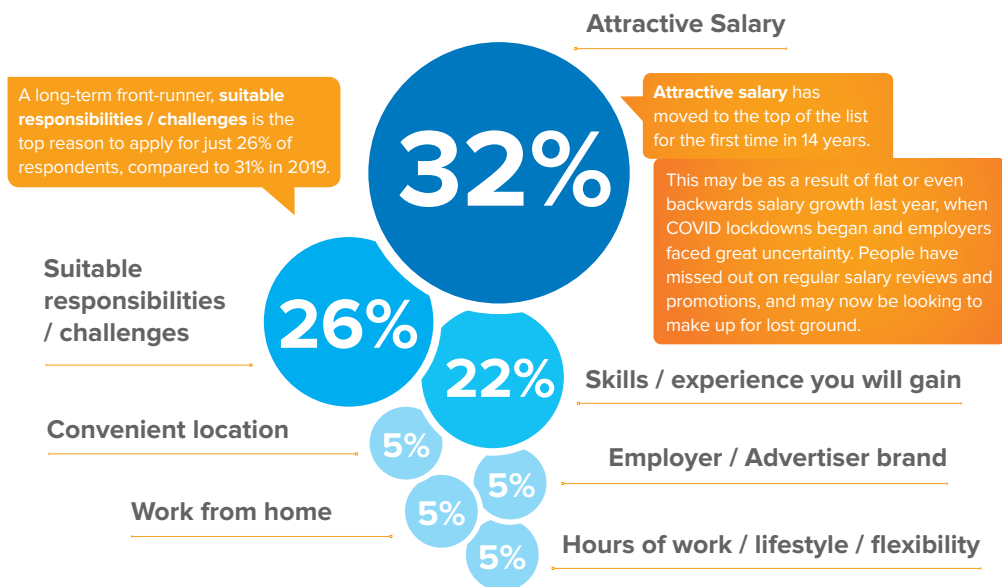 Attractive Salary
A long-term front-runner, suitable
responsibilities / challenges is the
top reason to apply for just 26% of
respondents, compared to 31% in 2019.
Attractive salary has
moved to the top of the list
for the first time in 14 years.
32%
This may be as a result of flat or even
backwards salary growth last year, when
COVID lockdowns began and employers
faced great uncertainty. People have
missed out on regular salary reviews and
promotions, and may now be looking to
make up for lost ground.
Suitable
responsibilities
/ challenges
26%
22%
Skills / experience you will gain
Convenient location
5%
Employer / Advertiser brand
5%
Work from home
5%
Hours of work / lifestyle / flexibility
5%